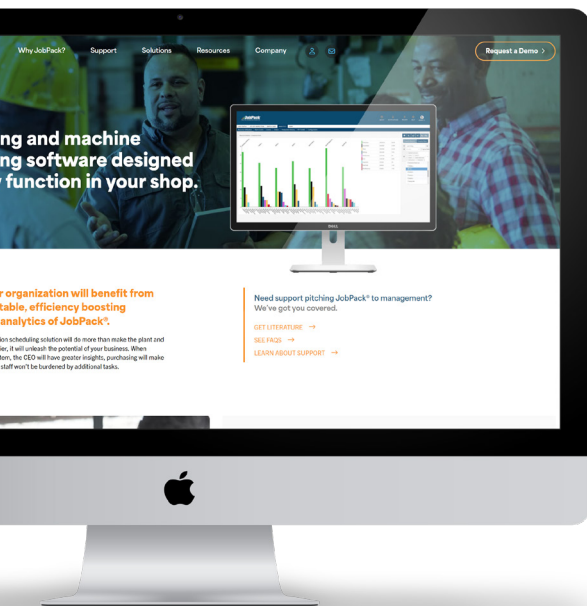 Why JobPack?
Support
Solutions
Resources
Company
Request a Demo >
ng and machine
ng software designed
function in your shop.
JobPack
DELL
r organization will benefit from
table, efficiency boosting
analytics of JobPack®.
ion scheduling solution will do more than make the plant and
ier, it will unleash the potential of your business. When
tem, the CEO will have greater insights, purchasing will make
staff won't be burdened by additional tasks.
Need support pitching JobPack® to management?
We've got you covered.
GET LITERATURE →
SEE FAQS →
LEARN ABOUT SUPPORT →